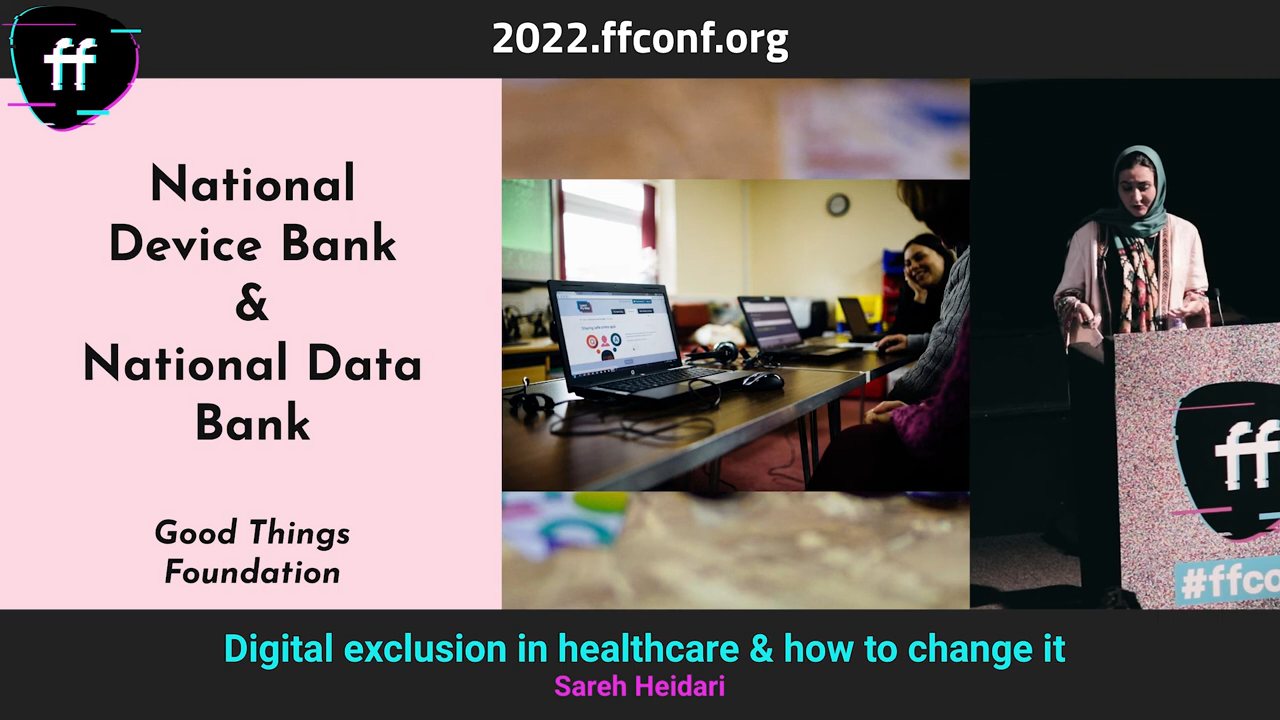 2022.ffconf.org
ff
National
Device Bank
&
National Data
Bank
Good Things
Foundation
ff
#ffco
Digital exclusion in healthcare & how to change it
Sareh Heidari